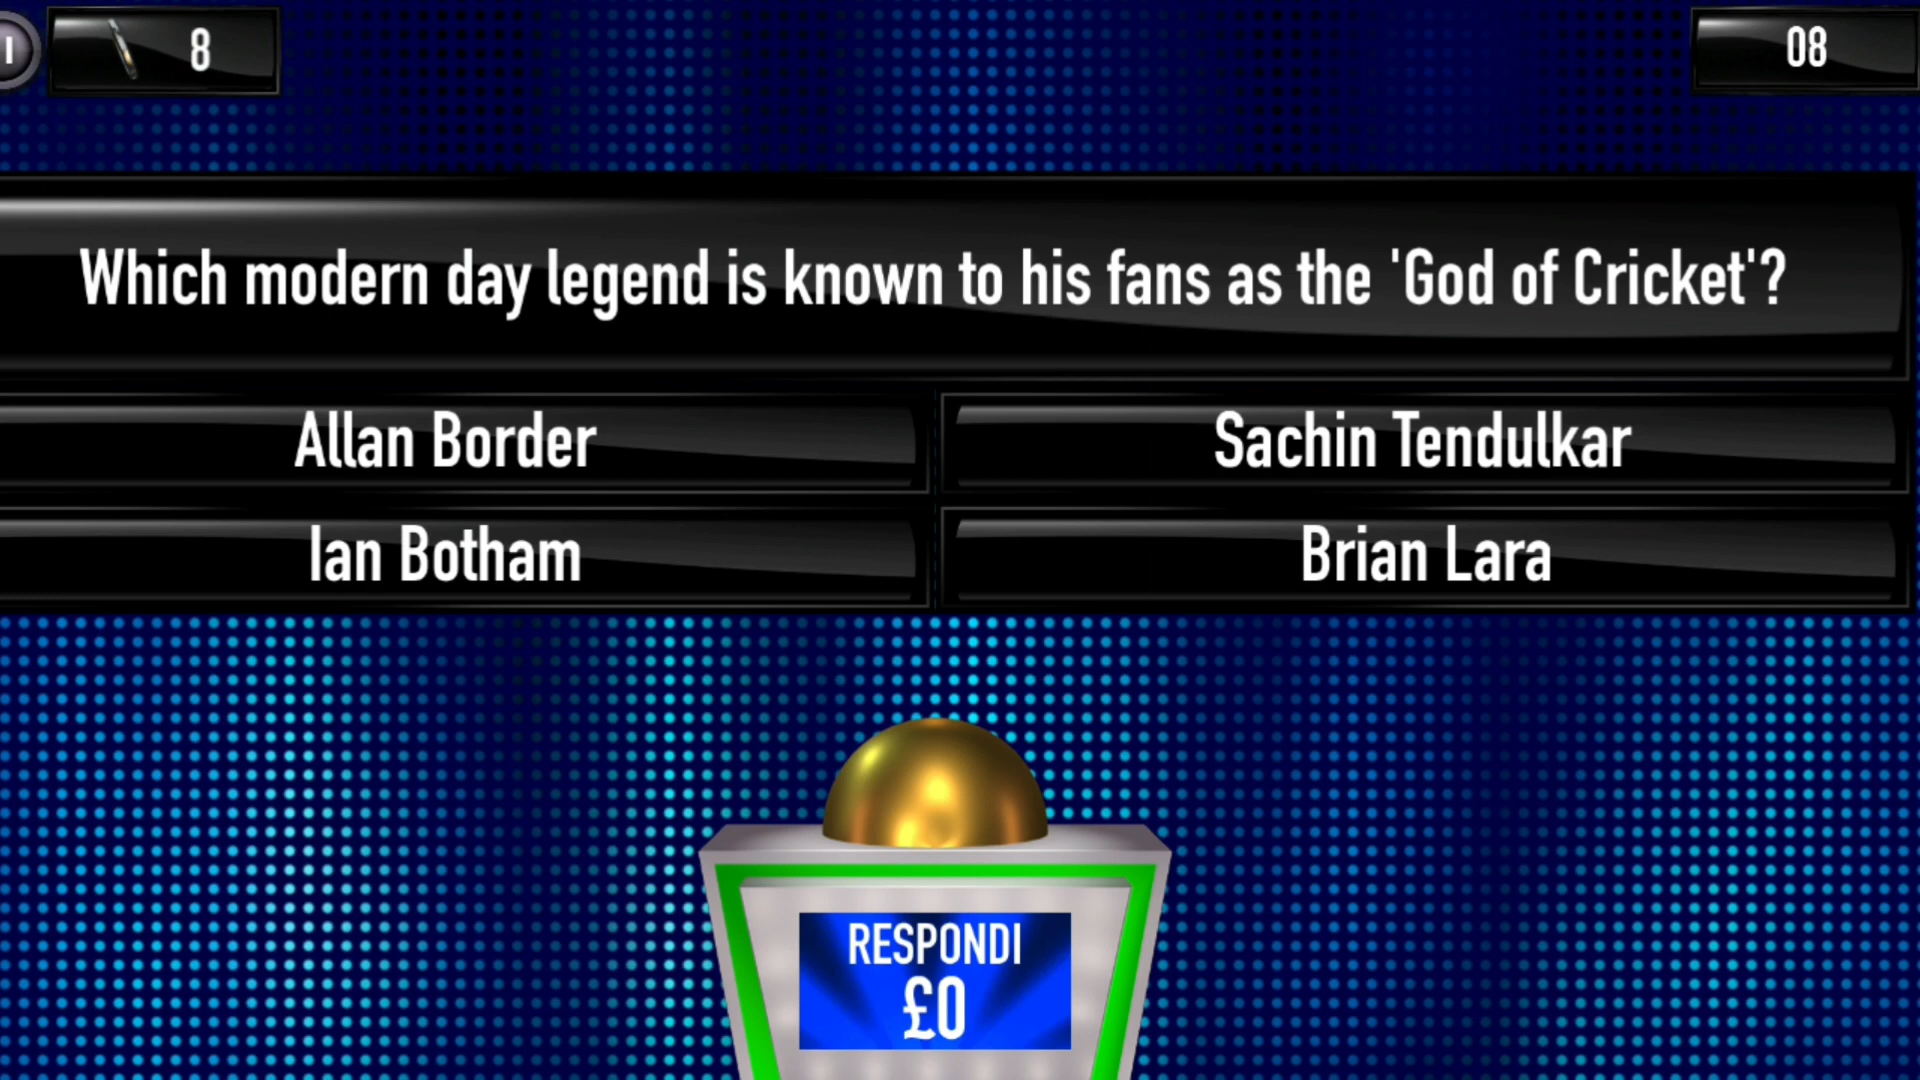 8
08
Which modern day legend is known to his fans as the 'God of Cricket'?
Allan Border
Sachin Tendulkar
Ian Botham
Brian Lara
RESPONDI
£0